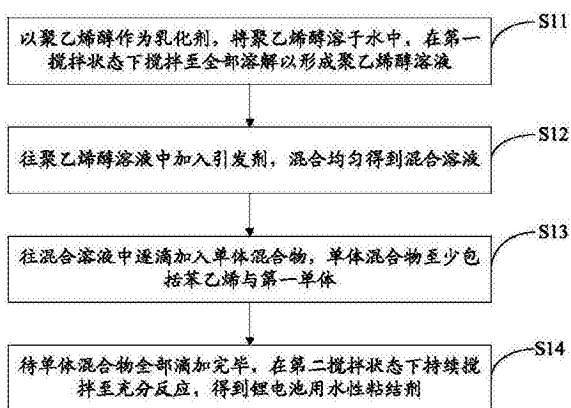 S11
以聚乙烯醇作为乳化剂，将聚乙烯醇溶于水中，在第一
搅拌状态下搅拌至全部溶解以形成聚乙烯醇溶液
S12
往聚乙烯醇溶液中加入引发剂，混合均匀得到混合溶液
S13
往混合溶液中逐滴加入单体混合物，单体混合物至少包
括苯乙烯与第一单体
S14
待单体混合物全部滴加完毕，在第二搅拌状态下持续搅
拌至充分反应，得到锂电池用水性粘结剂